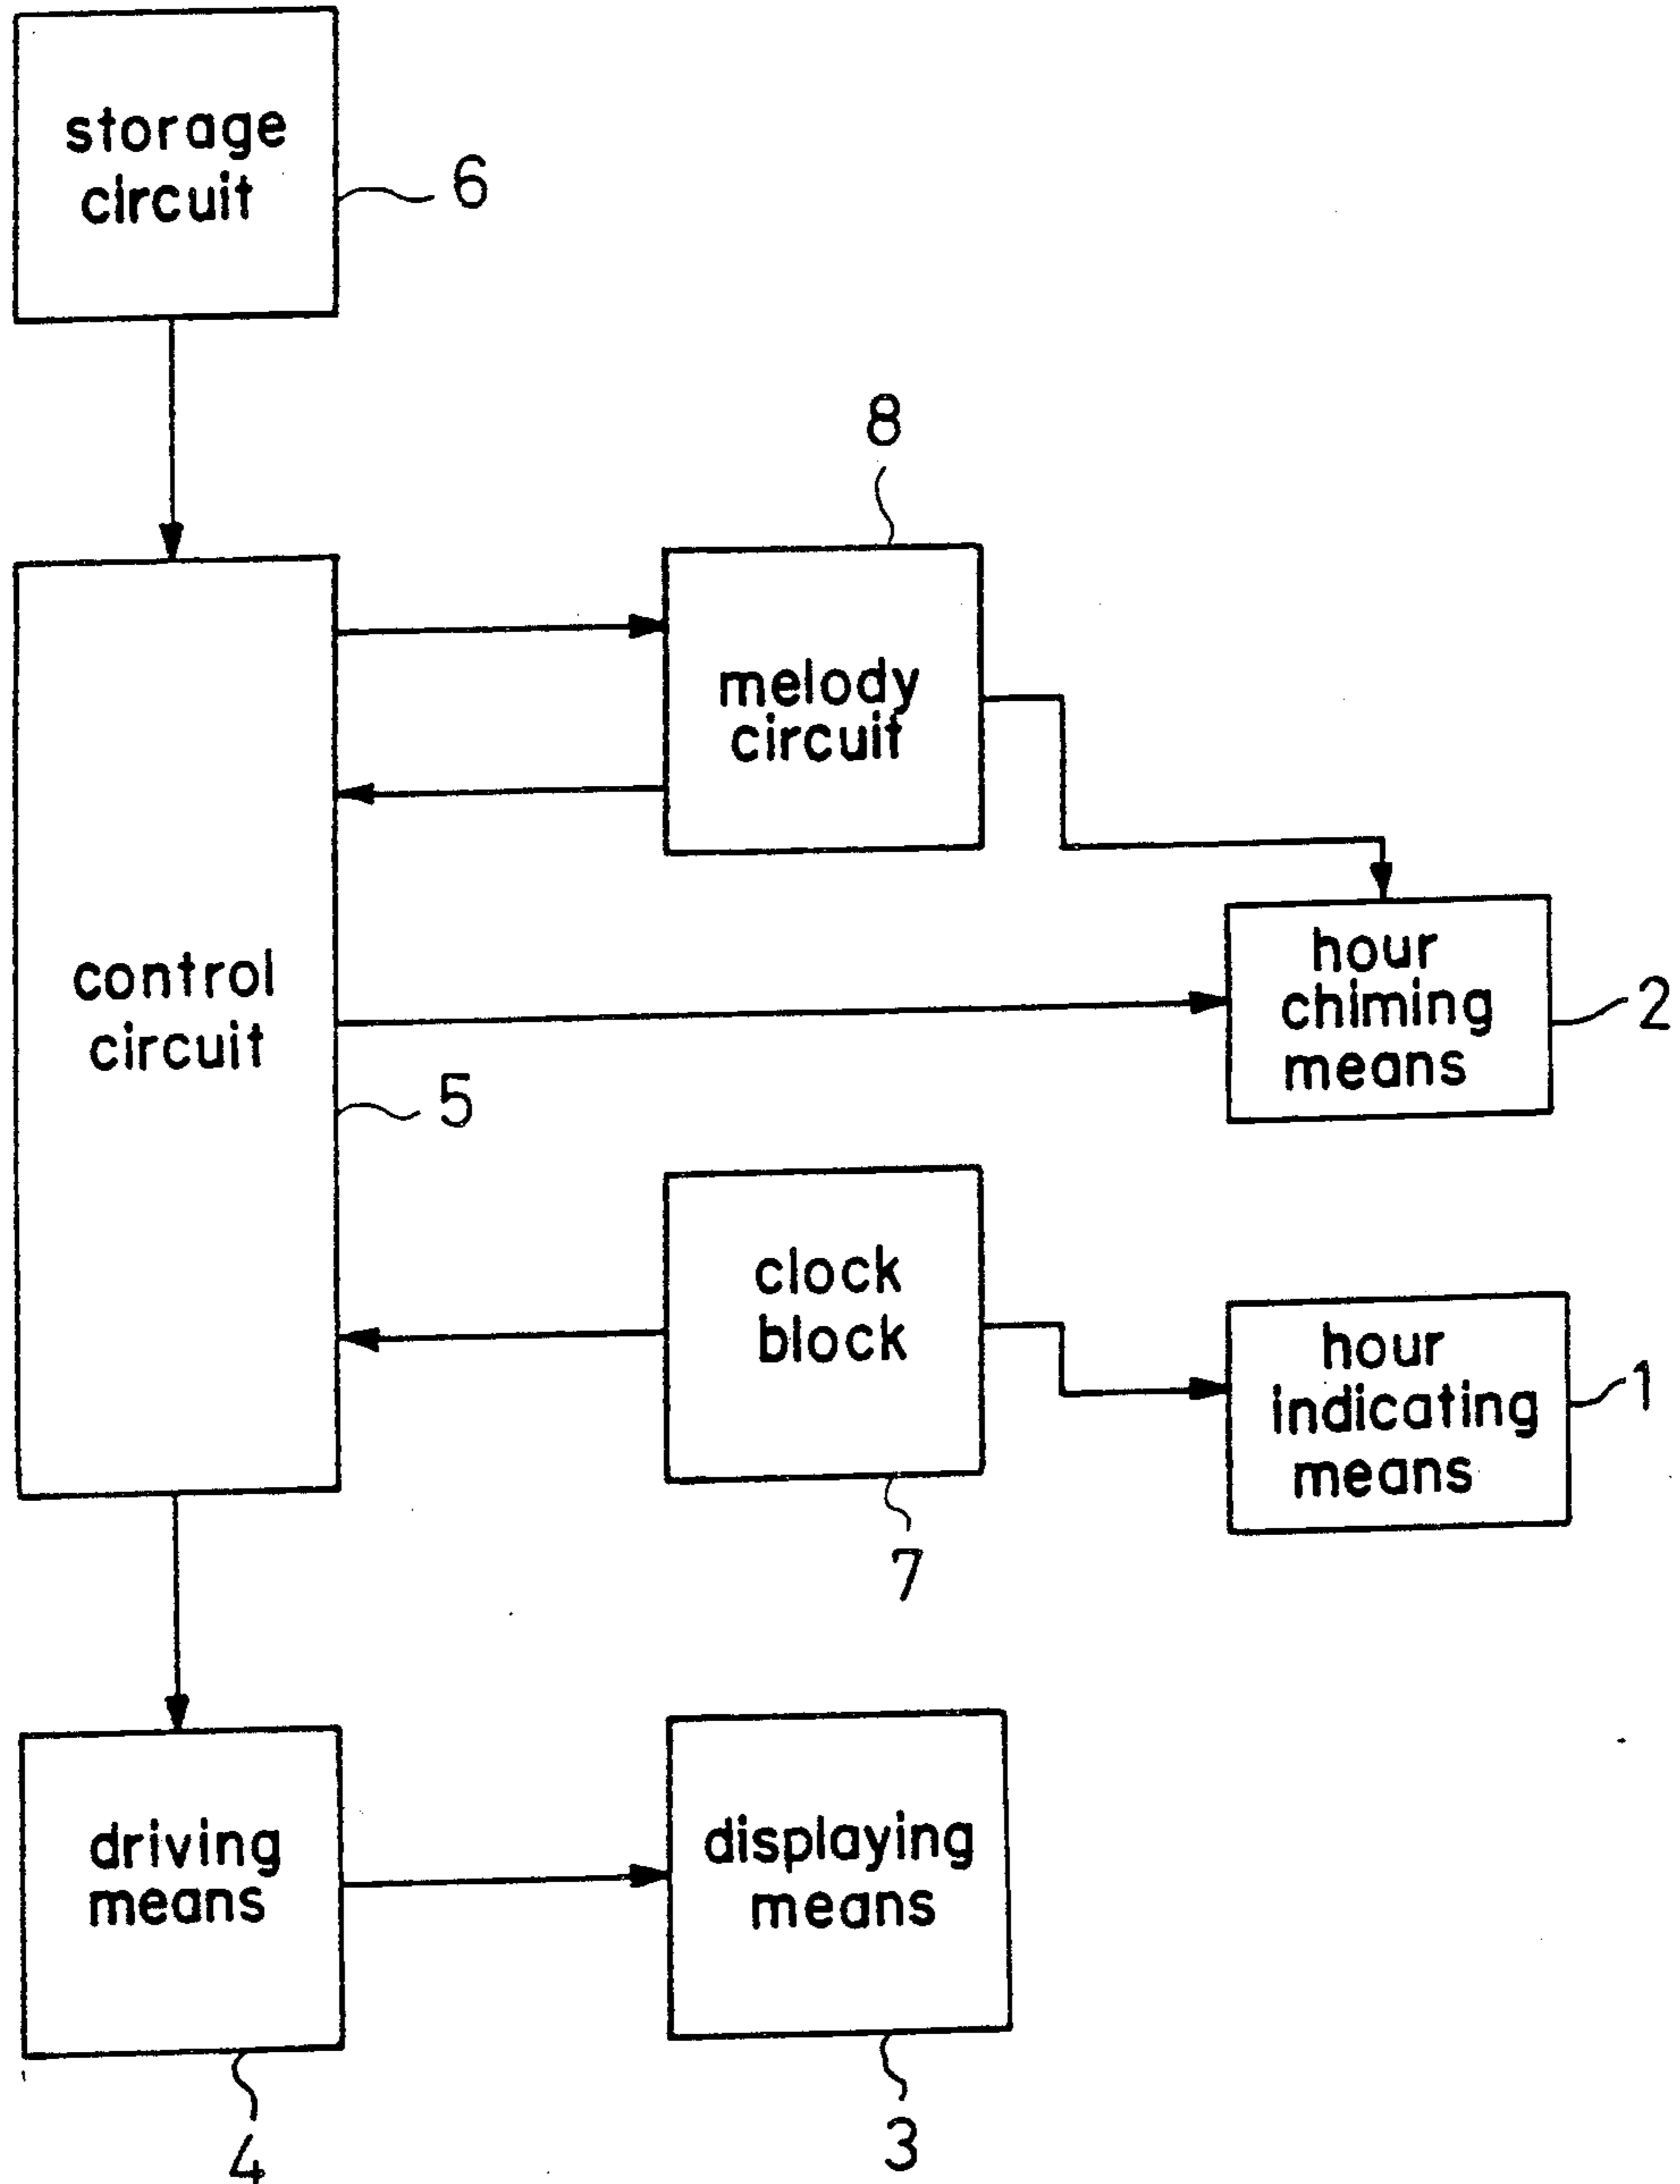 storage
circuit
6
8
melody
circuit
control
circuit
5
hour
chiming
means
2
clock
block
7
hour
indicating
means
1
driving
means
4
displaying
means
3